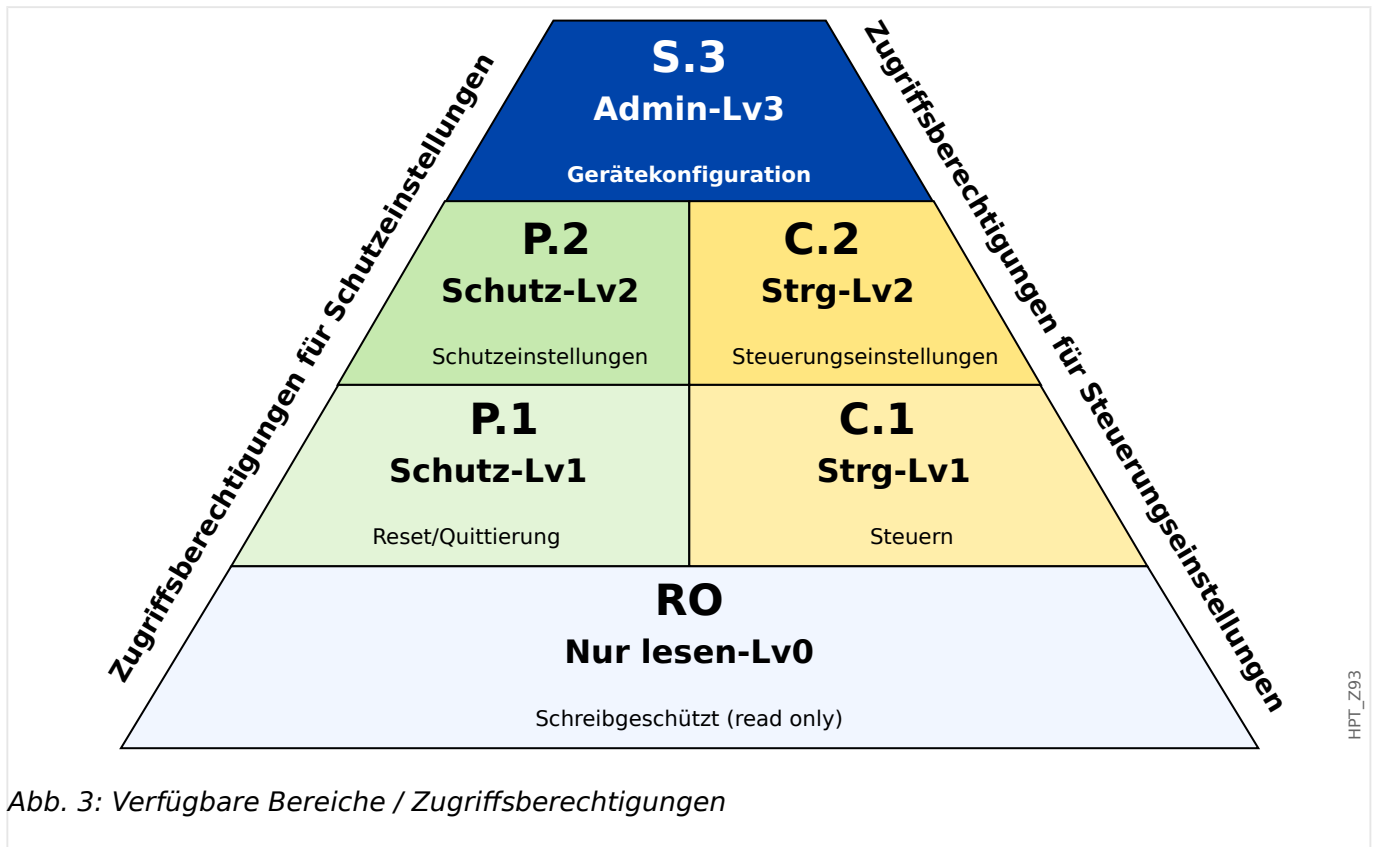 Zugriffsberechtigungen für Schutzeinstellungen
Zugriffsberechtigungen für Steuerungseinstellungen
S.3
Admin-Lv3
Gerätekonfiguration
P.2
Schutz-Lv2
Schutzeinstellungen
C.2
Strg-Lv2
Steuerungseinstellungen
P.1
Schutz-Lv1
Reset/Quittierung
C.1
Strg-Lv1
Steuern
RO
Nur lesen-Lv0
Schreibgeschützt (read only)
HPT_Z93
Abb. 3: Verfügbare Bereiche / Zugriffsberechtigungen